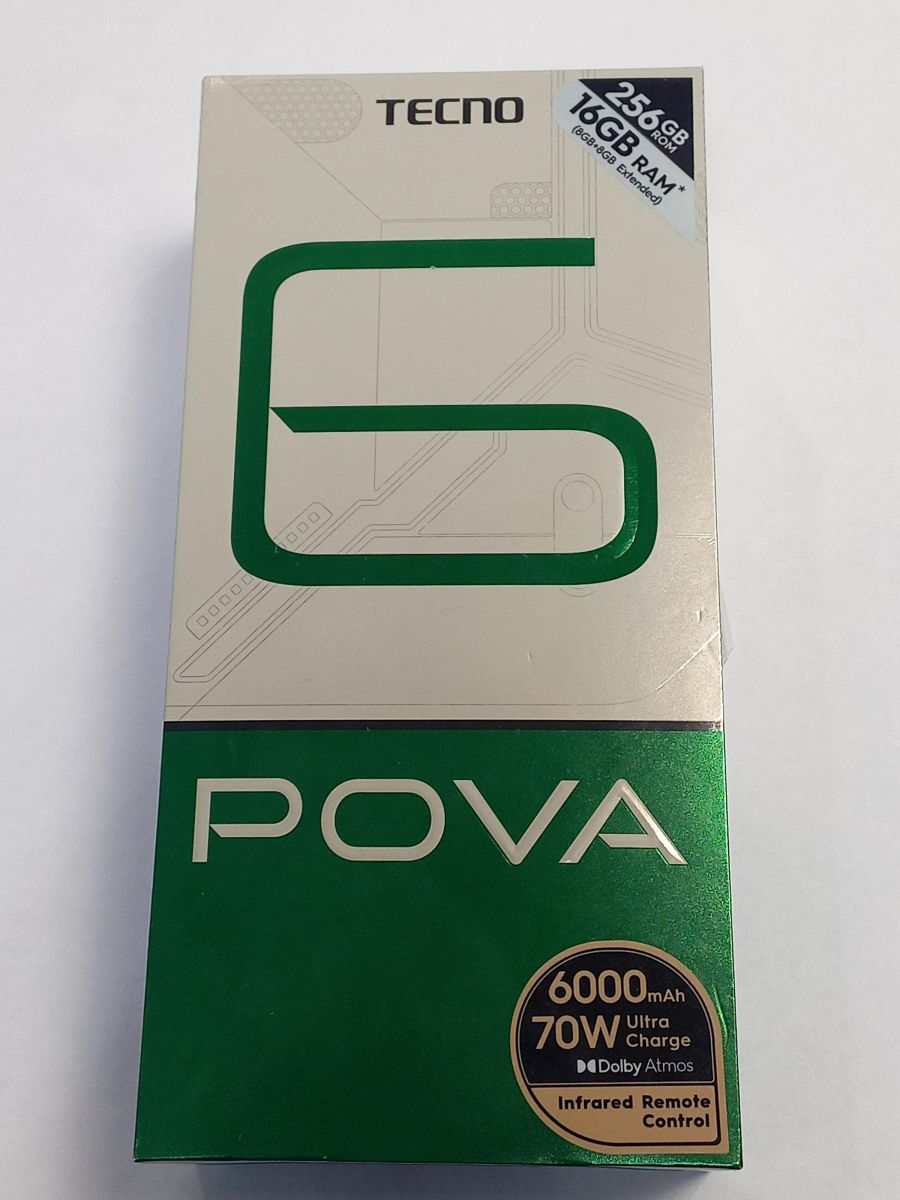 TECNO
256GB
ROM
16GB RAM*
(8GB+8GB Extended)
6
POVA
6000mAh
70W Ultra
Charge
Dolby Atmos
Infrared Remote
Control